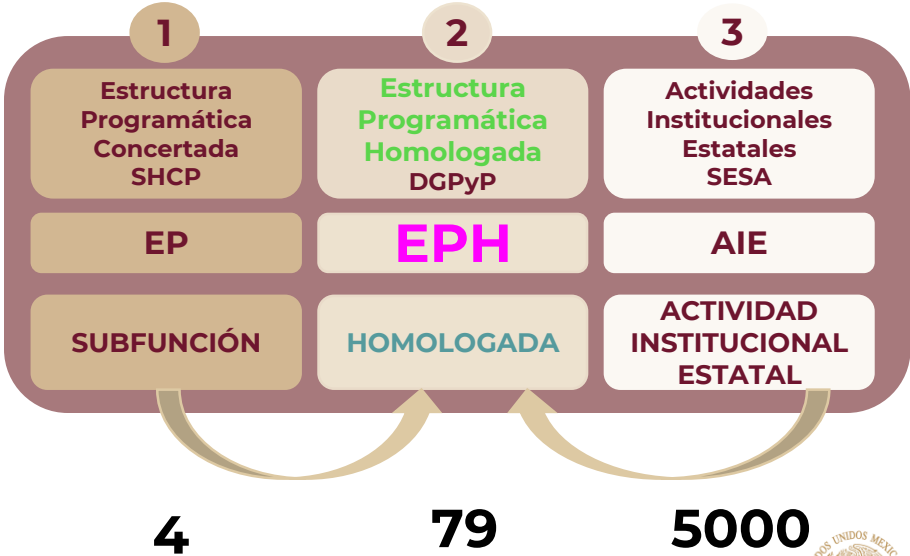 1
2
3
Estructura
Programática
Concertada
SHCP
Estructura
Programática
Homologada
DGPyP
Actividades
Institucionales
Estatales
SESA
EP
EPH
AIE
SUBFUNCIÓN
HOMOLOGADA
ACTIVIDAD
INSTITUCIONAL
ESTATAL
4
79
5000
UNIDOS